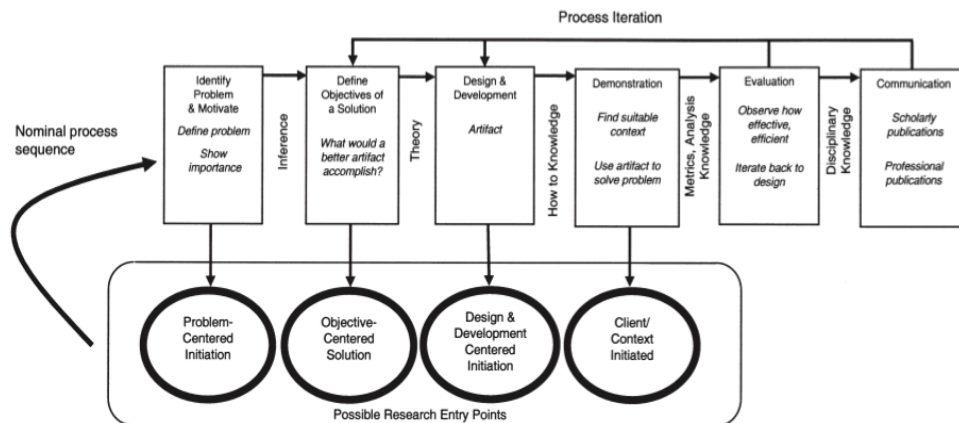 Process Iteration
Nominal process
sequence
Identify
Problem
& Motivate
Define problem
Show
importance
Inference
Define
Objectives of
a Solution
What would a
better artifact
accomplish?
Theory
Design &
Development
Artifact
How to Knowledge
Demonstration
Find suitable
context
Use artifact to
solve problem
Metrics, Analysis
Knowledge
Evaluation
Observe how
effective,
efficient
Iterate back to
design
Disciplinary
Knowledge
Communication
Scholarly
publications
Professional
publications
Problem-
Centered
Initiation
Objective-
Centered
Solution
Design &
Development
Centered
Initiation
Client/
Context
Initiated
Possible Research Entry Points